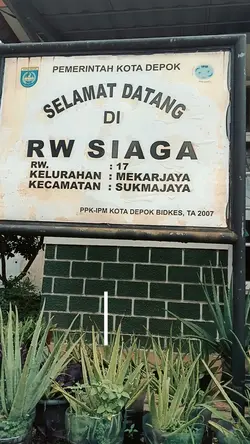 PEMERINTAH KOTA DEPOK
SELAMAT DATANG
DI
RW SIAGA
RW. : 17
KELURAHAN : MEKARJAYA
KECAMATAN : SUKMAJAYA
PPK-IPM KOTA DEPOK BIDKES, TA 2007